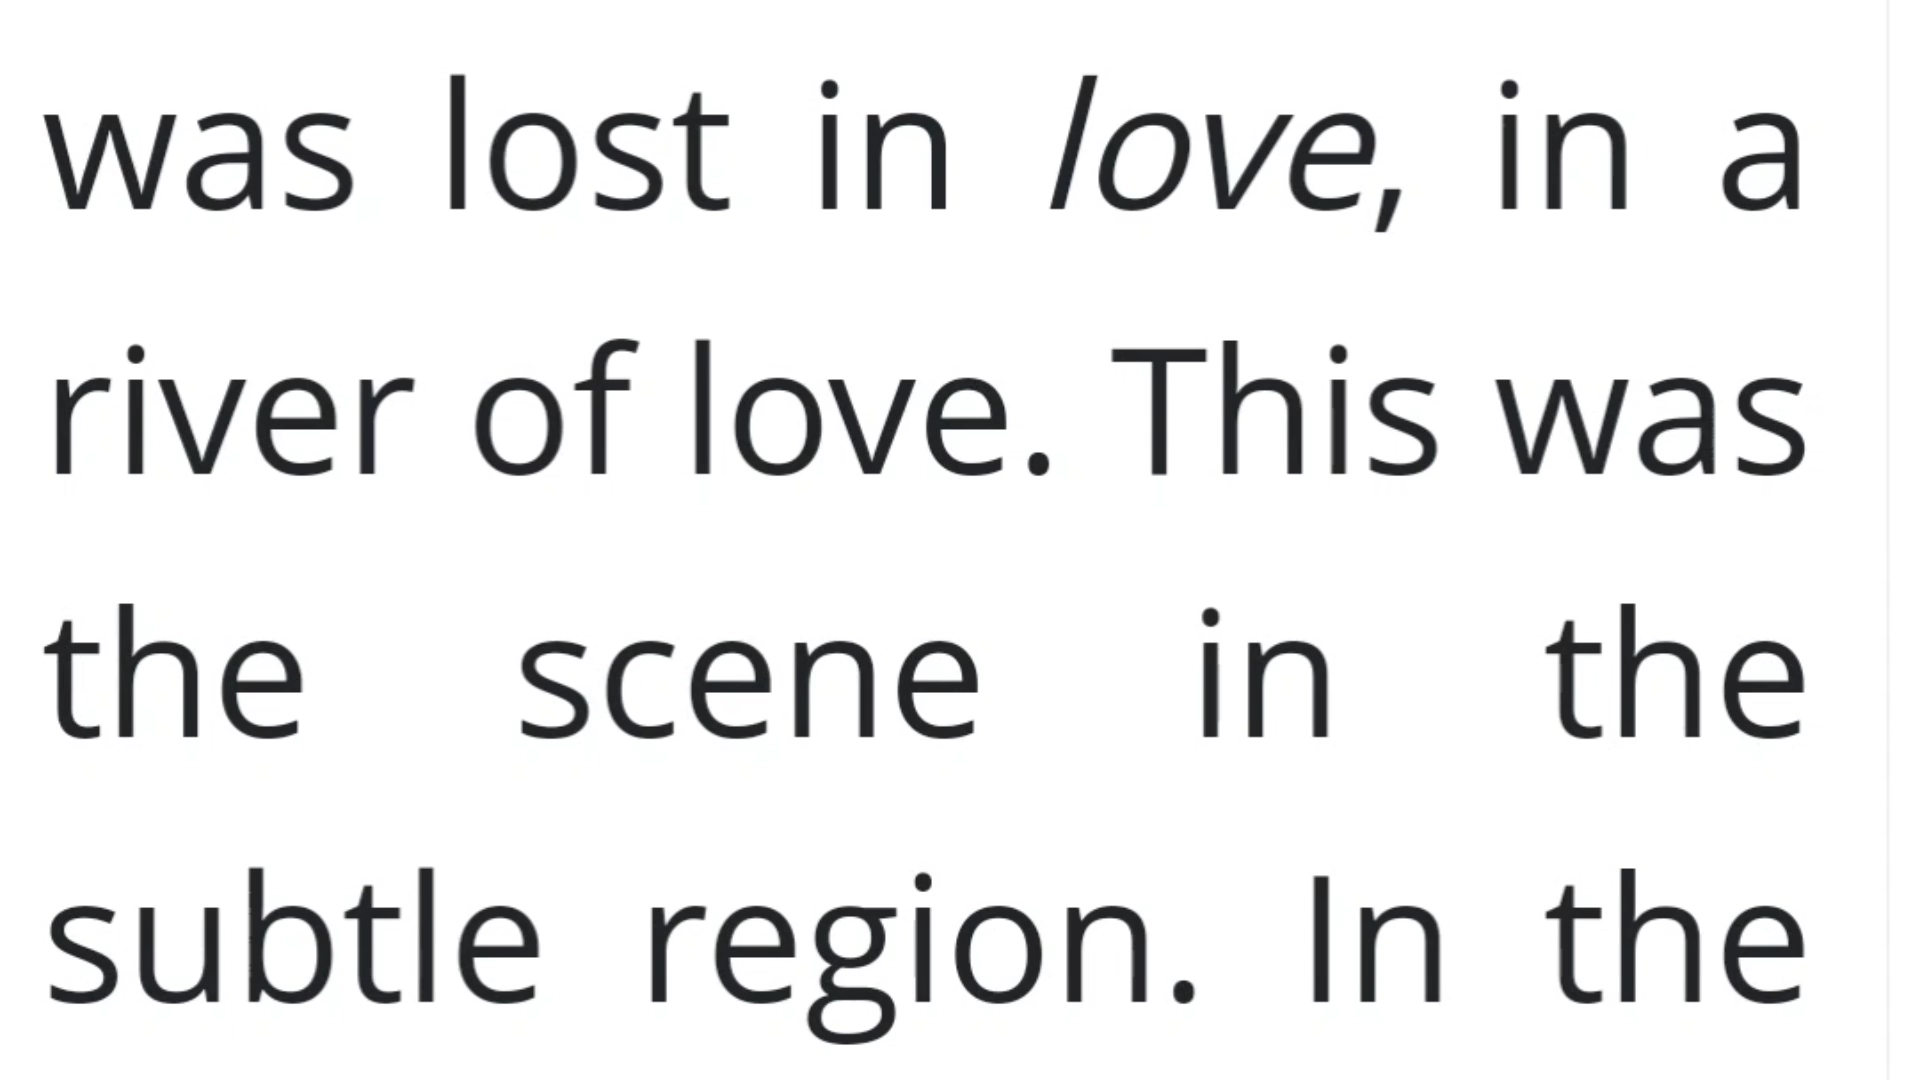 was lost in love, in a
river of love. This was
the scene in the
subtle region. In the